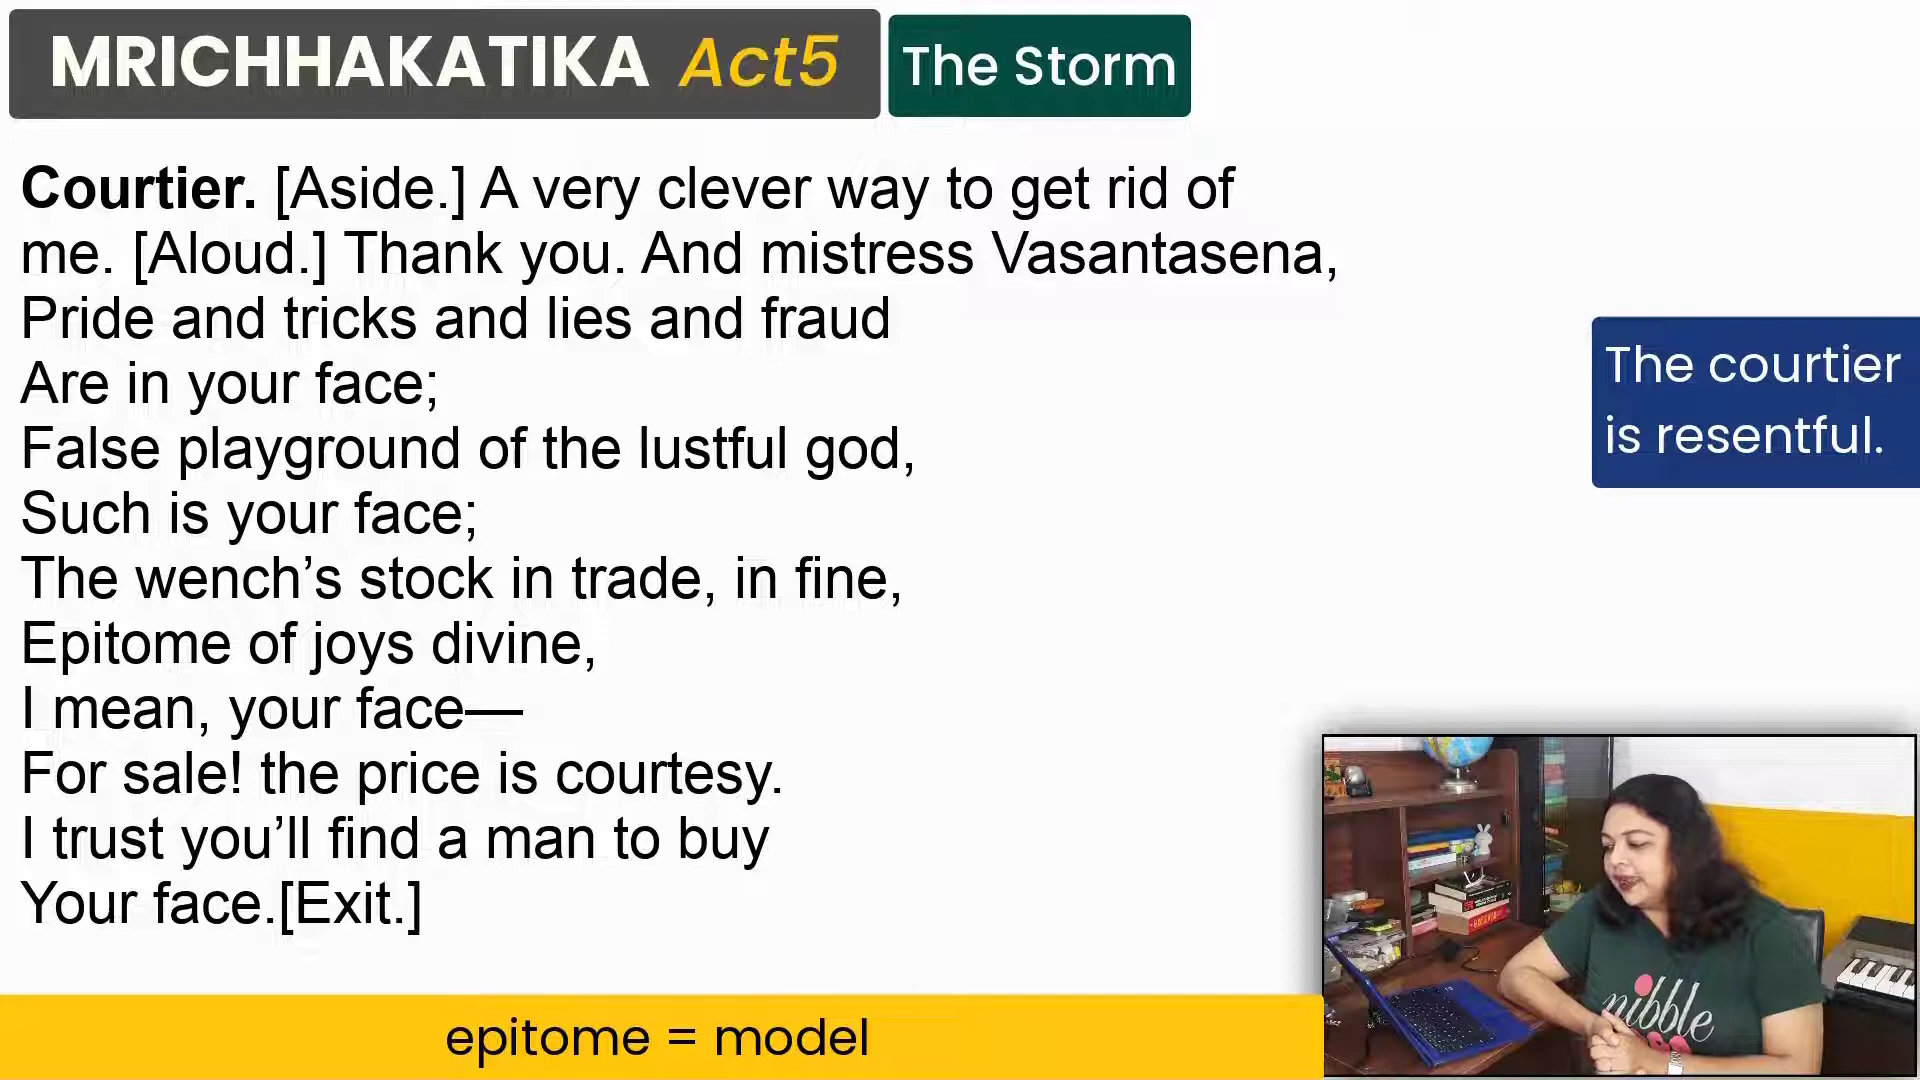 MRICHHAKATIKA Act5
The Storm
Courtier. [Aside.] A very clever way to get rid of
me. [Aloud.] Thank you. And mistress Vasantasena,
Pride and tricks and lies and fraud
Are in your face;
False playground of the lustful god,
Such is your face;
The wench’s stock in trade, in fine,
Epitome of joys divine,
I mean, your face—
For sale! the price is courtesy.
I trust you’ll find a man to buy
Your face.[Exit.]
The courtier
is resentful.
epitome = model
nibble